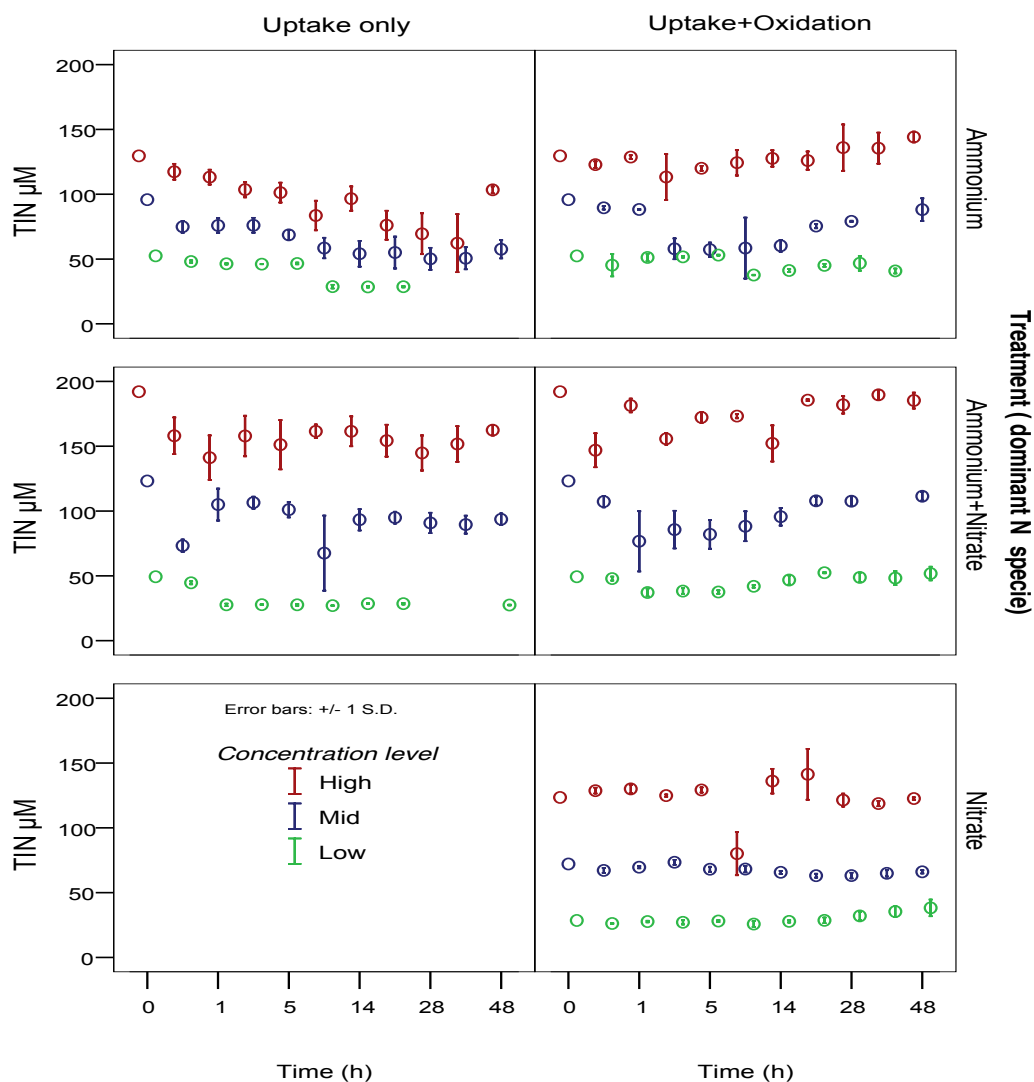 Uptake only
Uptake+Oxidation
200
150
100
50
0
TIN µM
Ammonium
200
150
100
50
0
TIN µM
Ammonium+Nitrate
Treatment ( dominant N specie)
200
150
100
50
0
TIN µM
Error bars: +/- 1 S.D.
Concentration level
High
Mid
Low
Nitrate
0 1 5 14 28 48
0 1 5 14 28 48
Time (h)
Time (h)